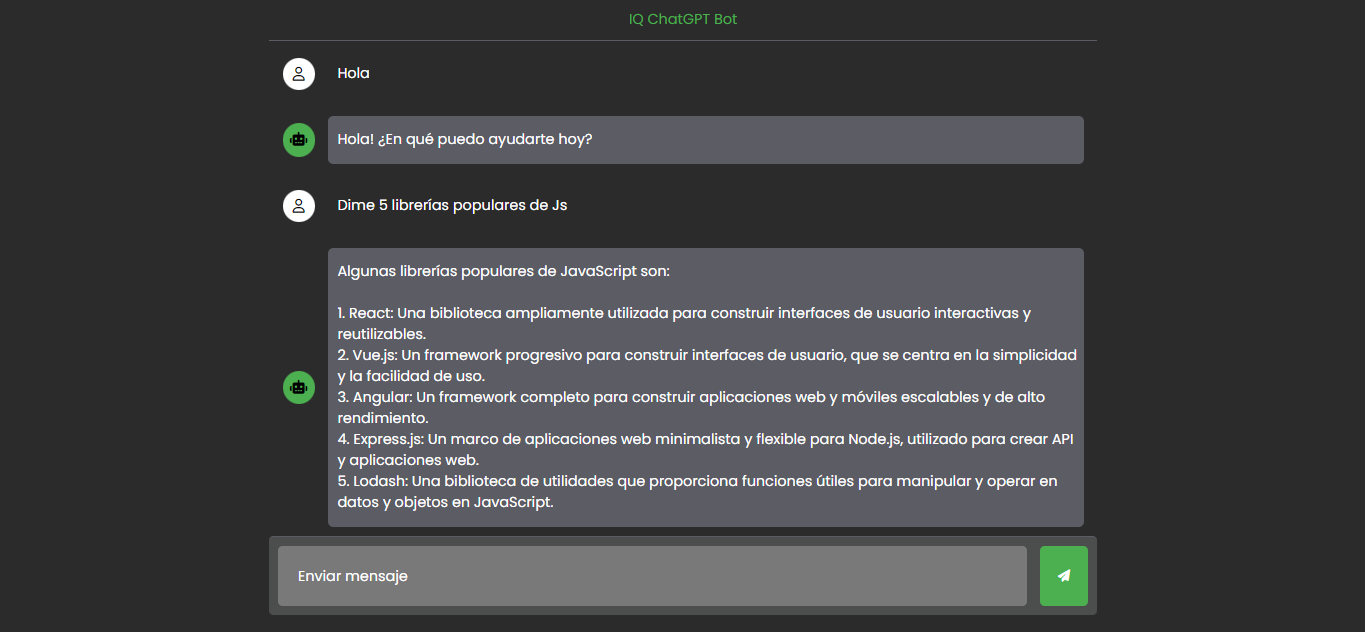 IQ ChatGPT Bot
Hola
Hola! ¿En qué puedo ayudarte hoy?
Dime 5 librerías populares de Js
Algunas librerías populares de JavaScript son:
1. React: Una biblioteca ampliamente utilizada para construir interfaces de usuario interactivas y
reutilizables.
2. Vue.js: Un framework progresivo para construir interfaces de usuario, que se centra en la simplicidad
y la facilidad de uso.
3. Angular: Un framework completo para construir aplicaciones web y móviles escalables y de alto
rendimiento.
4. Express.js: Un marco de aplicaciones web minimalista y flexible para Node.js, utilizado para crear API
y aplicaciones web.
5. Lodash: Una biblioteca de utilidades que proporciona funciones útiles para manipular y operar en
datos y objetos en JavaScript.
Enviar mensaje